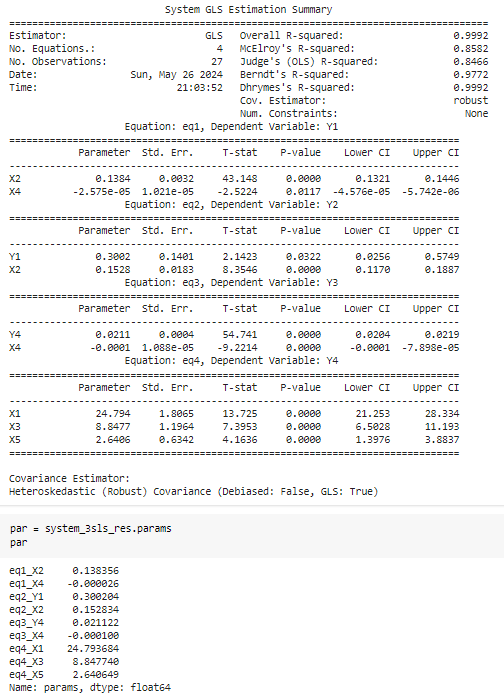 System GLS Estimation Summary
==============================================================================
Estimator: GLS Overall R-squared: 0.9992
No. Equations.: 4 McElroy's R-squared: 0.8582
No. Observations: 27 Judge's (OLS) R-squared: 0.8466
Date: Sun, May 26 2024 Berndt's R-squared: 0.9772
Time: 21:03:52 Dhrymes's R-squared: 0.9992
Cov. Estimator: robust
Num. Constraints: None
Equation: eq1, Dependent Variable: Y1
==============================================================================
Parameter Std. Err. T-stat P-value Lower CI Upper CI
------------------------------------------------------------------------------
X2 0.1384 0.0032 43.148 0.0000 0.1321 0.1446
X4 -2.575e-05 1.021e-05 -2.5224 0.0117 -4.576e-05 -5.742e-06
Equation: eq2, Dependent Variable: Y2
==============================================================================
Parameter Std. Err. T-stat P-value Lower CI Upper CI
------------------------------------------------------------------------------
Y1 0.3002 0.1401 2.1423 0.0322 0.0256 0.5749
X2 0.1528 0.0183 8.3546 0.0000 0.1170 0.1887
Equation: eq3, Dependent Variable: Y3
==============================================================================
Parameter Std. Err. T-stat P-value Lower CI Upper CI
------------------------------------------------------------------------------
Y4 0.0211 0.0004 54.741 0.0000 0.0204 0.0219
X4 -0.0001 1.088e-05 -9.2214 0.0000 -0.0001 -7.898e-05
Equation: eq4, Dependent Variable: Y4
==============================================================================
Parameter Std. Err. T-stat P-value Lower CI Upper CI
------------------------------------------------------------------------------
X1 24.794 1.8065 13.725 0.0000 21.253 28.334
X3 8.8477 1.1964 7.3953 0.0000 6.5028 11.193
X5 2.6406 0.6342 4.1636 0.0000 1.3976 3.8837
==============================================================================
Covariance Estimator:
Heteroskedastic (Robust) Covariance (Debiased: False, GLS: True)
par = system_3sls_res.params
par
eq1_X2 0.138356
eq1_X4 -0.000026
eq2_Y1 0.300204
eq2_X2 0.152834
eq3_Y4 0.021122
eq3_X4 -0.000100
eq4_X1 24.793684
eq4_X3 8.847740
eq4_X5 2.640649
Name: params, dtype: float64